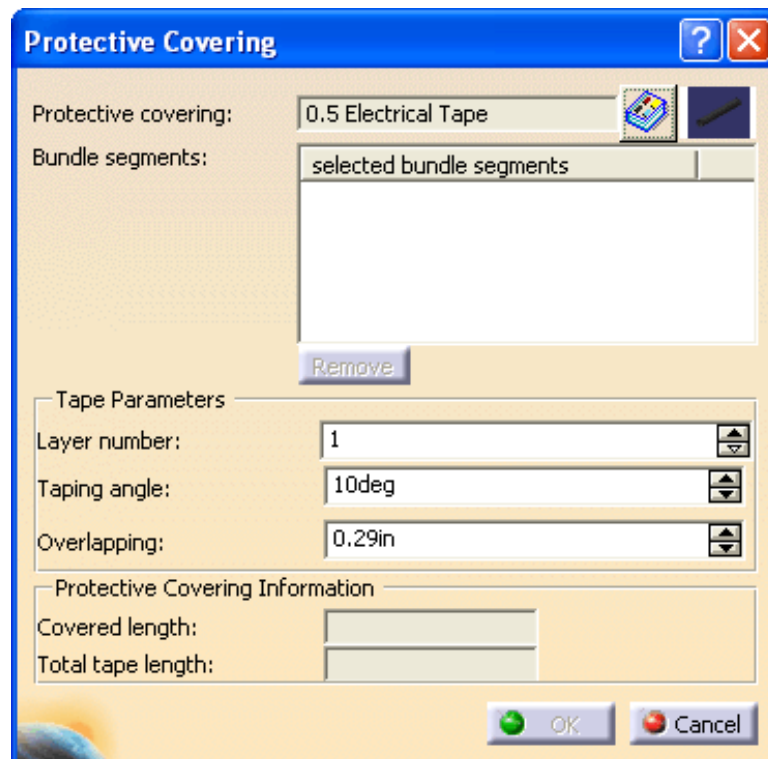 Protective Covering
Protective covering: 0.5 Electrical Tape
Bundle segments: selected bundle segments
Remove
Tape Parameters
Layer number: 1
Taping angle: 10deg
Overlapping: 0.29in
Protective Covering Information
Covered length:
Total tape length:
OK Cancel